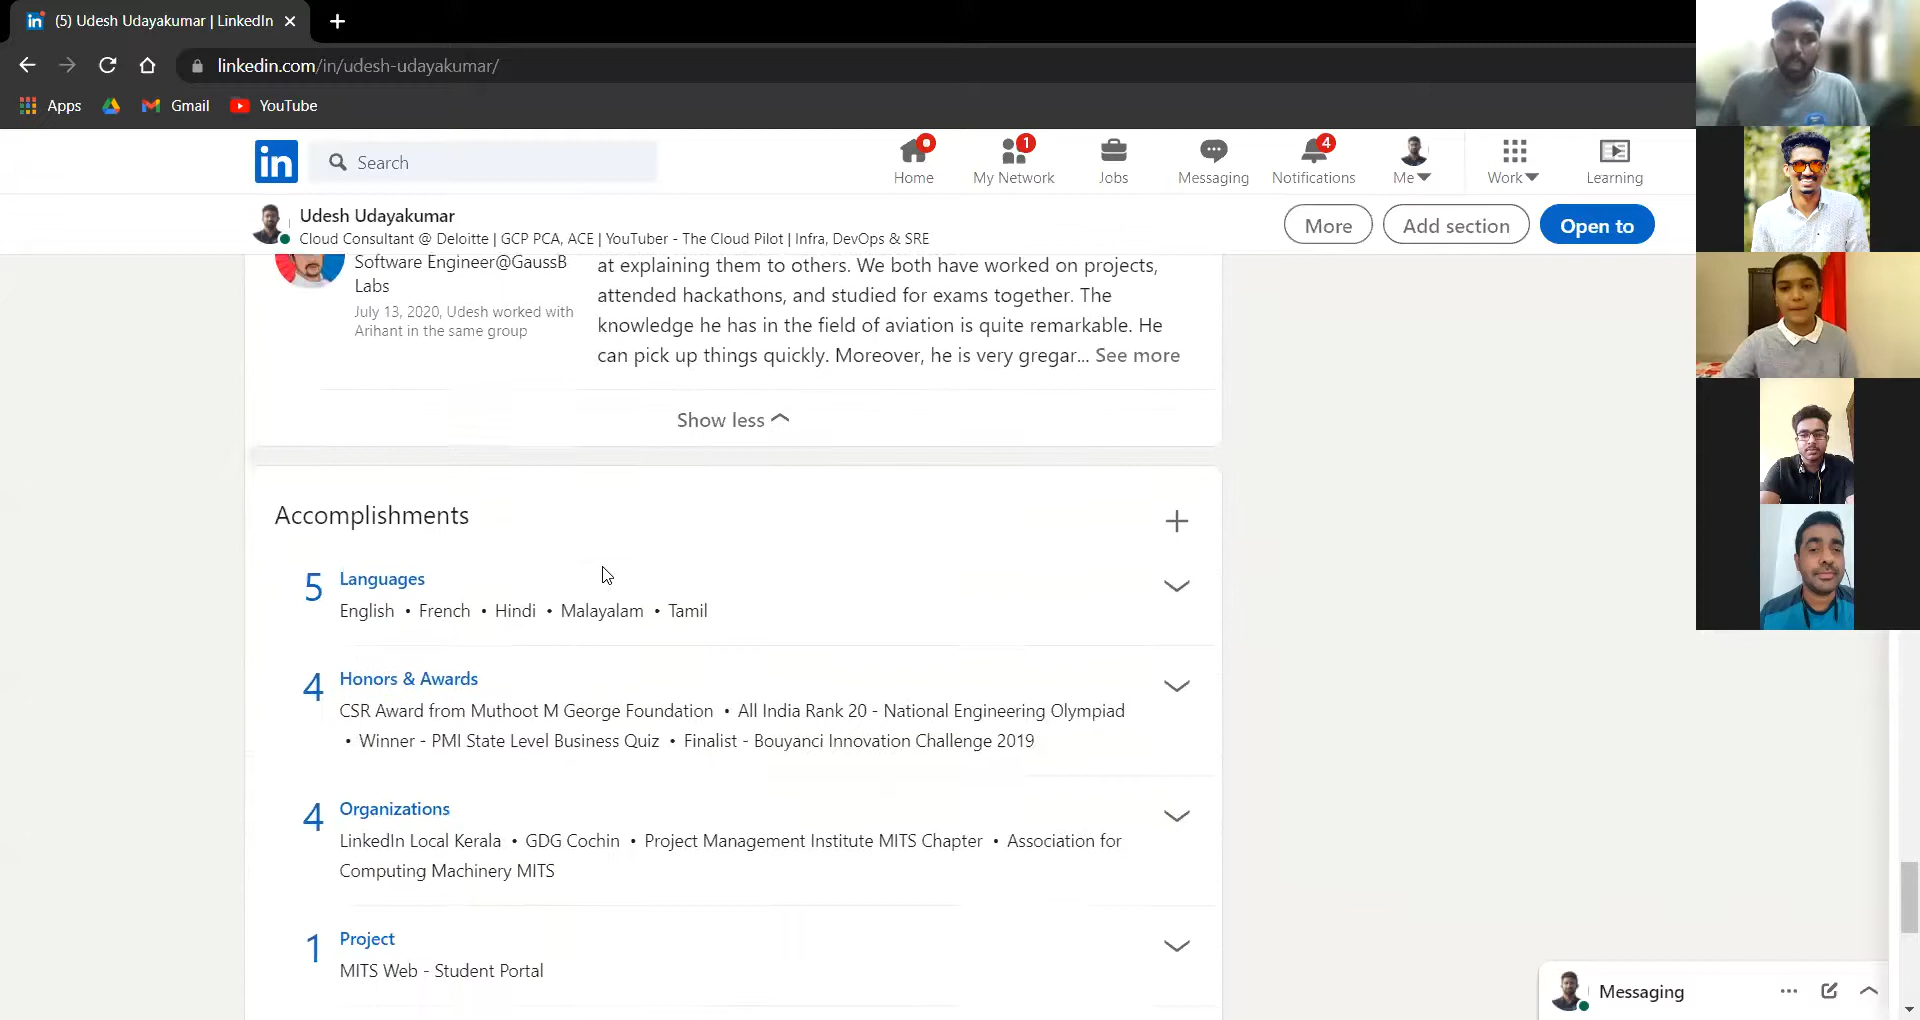 in (5) Udesh Udayakumar | LinkedIn
linkedin.com/in/udesh-udayakumar/
Apps Gmail YouTube
in Search Home 1 My Network Jobs Messaging 4 Notifications Me Work Learning
Udesh Udayakumar
Cloud Consultant @ Deloitte | GCP PCA, ACE | YouTuber - The Cloud Pilot | Infra, DevOps & SRE
More Add section Open to
Software Engineer@GaussB
Labs
July 13, 2020, Udesh worked with
Arihant in the same group
at explaining them to others. We both have worked on projects,
attended hackathons, and studied for exams together. The
knowledge he has in the field of aviation is quite remarkable. He
can pick up things quickly. Moreover, he is very gregar... See more
Show less
Accomplishments
5 Languages
English • French • Hindi • Malayalam • Tamil
4 Honors & Awards
CSR Award from Muthoot M George Foundation • All India Rank 20 - National Engineering Olympiad
• Winner - PMI State Level Business Quiz • Finalist - Bouyanci Innovation Challenge 2019
4 Organizations
LinkedIn Local Kerala • GDG Cochin • Project Management Institute MITS Chapter • Association for
Computing Machinery MITS
1 Project
MITS Web - Student Portal
Messaging